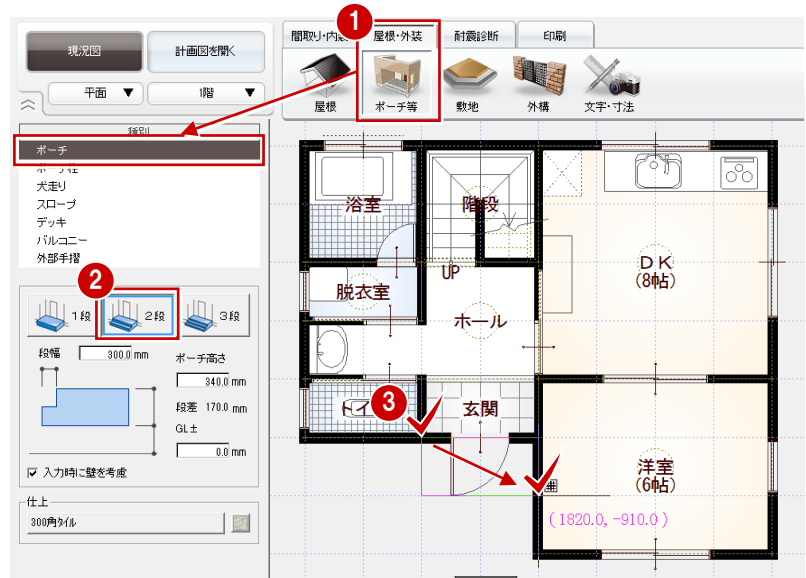 1
間取り・内装 屋根・外装 耐震診断 印刷
現況図 計画図を開く
平面 ▼ 1階 ▼
屋根 ポーチ等 敷地 外構 文字・寸法
種別
ポーチ
ポーチ柱
犬走り
スロープ
デッキ
バルコニー
外部手摺
2
1段 2段 3段
段幅 300.0 mm
ポーチ高さ
340.0 mm
段差 170.0 mm
GL±
0.0 mm
入力時に壁を考慮
仕上
300角タイル
浴室 階段
UP
DK
(8帖)
脱衣室
ホール
トイ
3
玄関
洋室
(6帖)
(1820.0,-910.0)